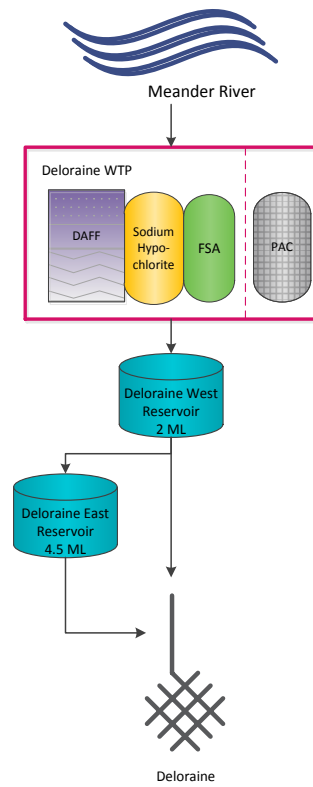 Meander River
Deloraine WTP
DAFF
Sodium
Hypo-
chlorite
FSA
PAC
Deloraine West
Reservoir
2 ML
Deloraine East
Reservoir
4.5 ML
Deloraine